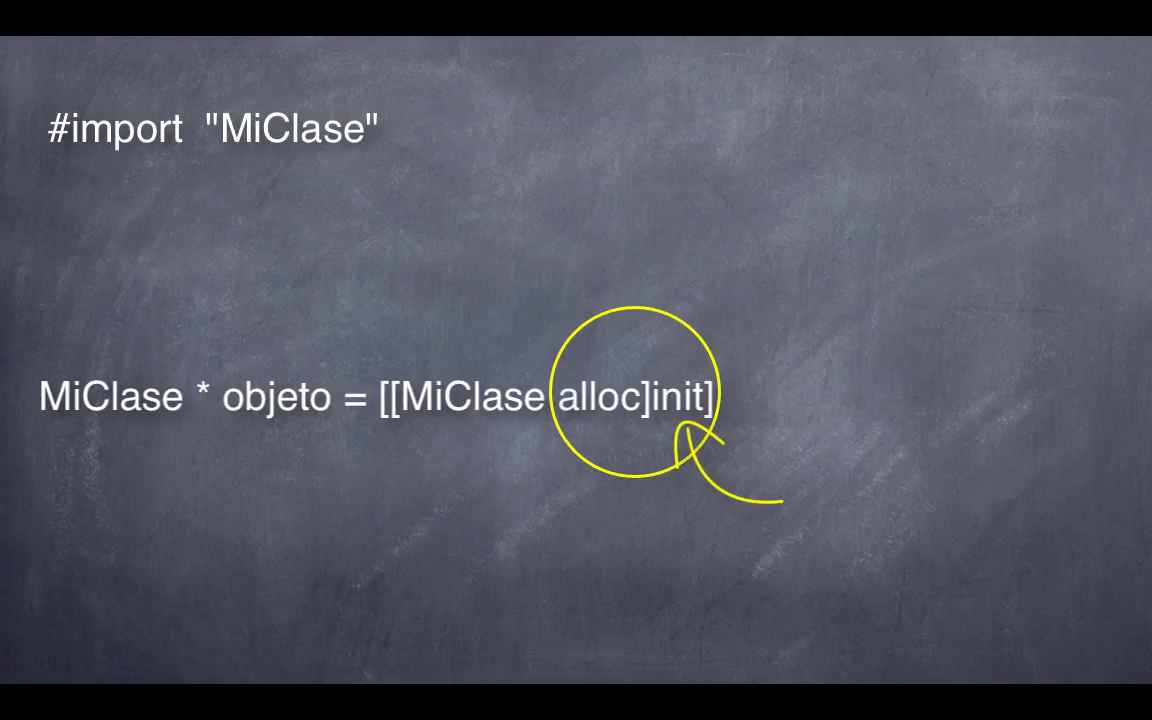 #import "MiClase"
MiClase * objeto = [[MiClase alloc]init]